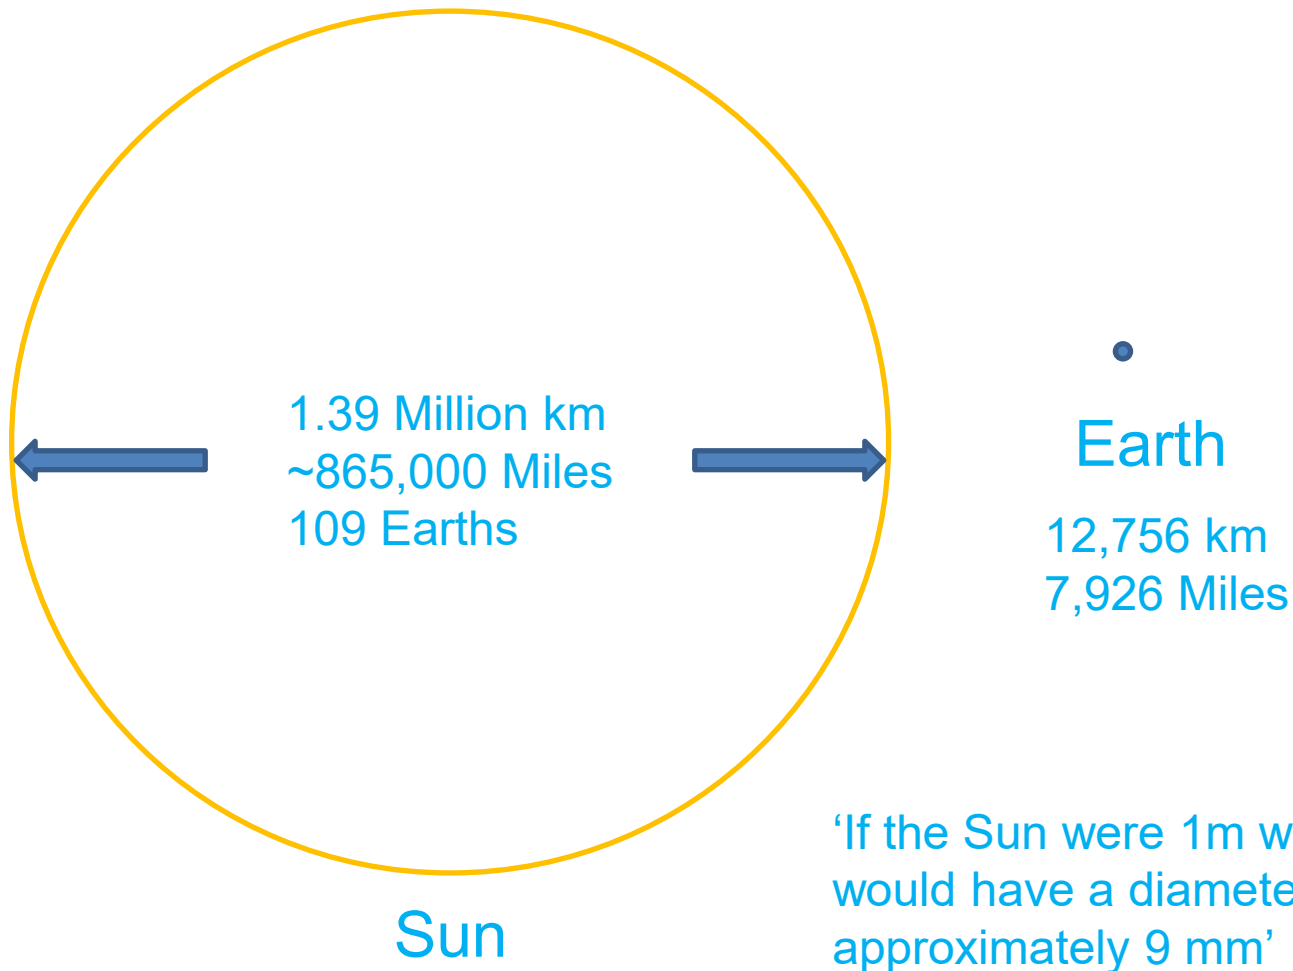 1.39 Million km
~865,000 Miles
109 Earths
Earth
12,756 km
7,926 Miles
‘If the Sun were 1m
would have a
approximately 9 mm’
Sun